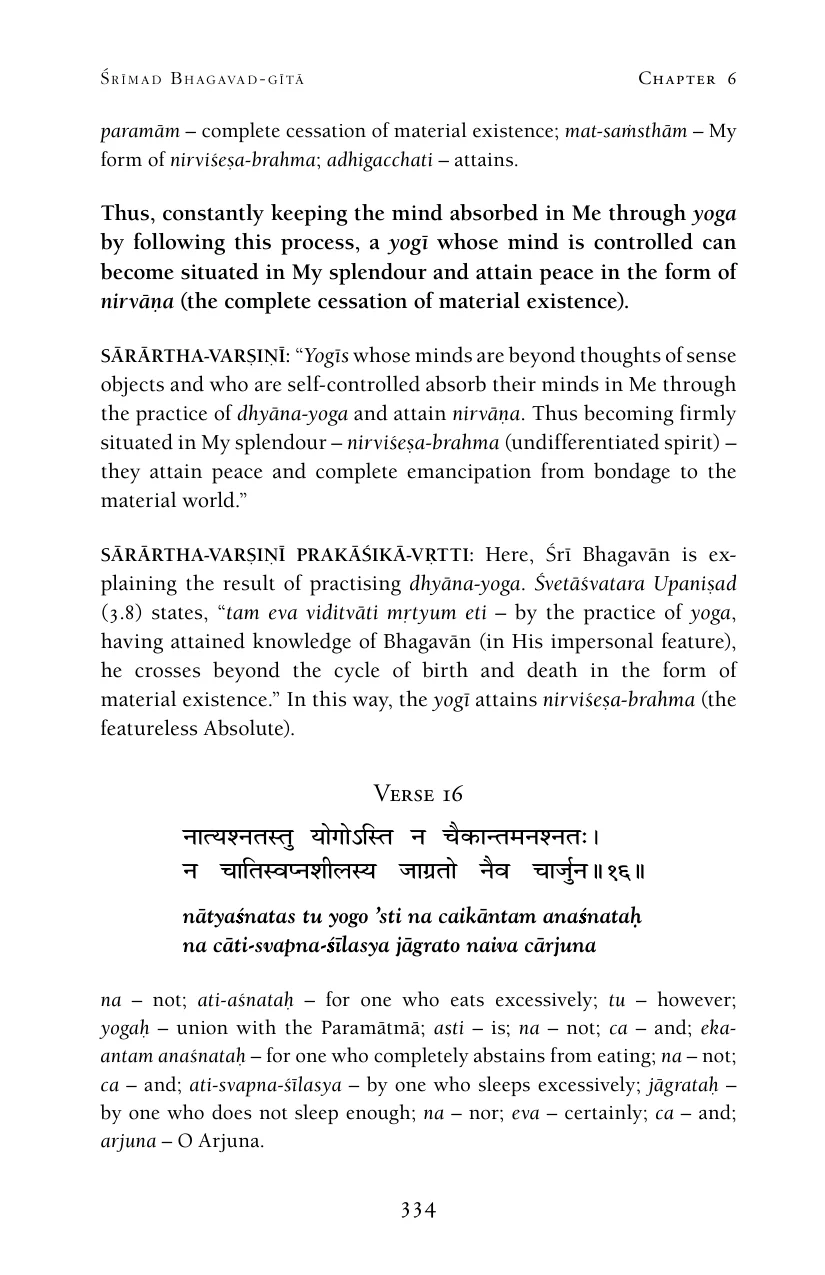 Śrīmad Bhagavad-gītā Chapter 6
paramām – complete cessation of material existence; mat-saṁsthām – My
form of nirviśeṣa-brahma; adhigacchati – attains.
Thus, constantly keeping the mind absorbed in Me through yoga
by following this process, a yogī whose mind is controlled can
become situated in My splendour and attain peace in the form of
nirvāṇa (the complete cessation of material existence).
SĀRĀRTHA-VARṢIṆĪ: “Yogīs whose minds are beyond thoughts of sense
objects and who are self-controlled absorb their minds in Me through
the practice of dhyāna-yoga and attain nirvāṇa. Thus becoming firmly
situated in My splendour – nirviśeṣa-brahma (undifferentiated spirit) –
they attain peace and complete emancipation from bondage to the
material world.”
SĀRĀRTHA-VARṢIṆĪ PRAKĀŚIKĀ-VṚTTI: Here, Śrī Bhagavān is ex-
plaining the result of practising dhyāna-yoga. Śvetāśvatara Upaniṣad
(3.8) states, “tam eva viditvāti mṛtyum eti – by the practice of yoga,
having attained knowledge of Bhagavān (in His impersonal feature),
he crosses beyond the cycle of birth and death in the form of
material existence.” In this way, the yogī attains nirviśeṣa-brahma (the
featureless Absolute).
Verse 16
नात्यश्नतस्तु योगोऽस्ति न चैकान्तमनश्नतः।
न चातिस्वप्नशीलस्य जाग्रतो नैव चार्जुन॥१६॥
nātyaśnatas tu yogo ’sti na caikāntam anaśnataḥ
na cāti-svapna-śīlasya jāgrato naiva cārjuna
na – not; ati-aśnataḥ – for one who eats excessively; tu – however;
yogaḥ – union with the Paramātmā; asti – is; na – not; ca – and; eka-
antam anaśnataḥ – for one who completely abstains from eating; na – not;
ca – and; ati-svapna-śīlasya – by one who sleeps excessively; jāgrataḥ –
by one who does not sleep enough; na – nor; eva – certainly; ca – and;
arjuna – O Arjuna.
334